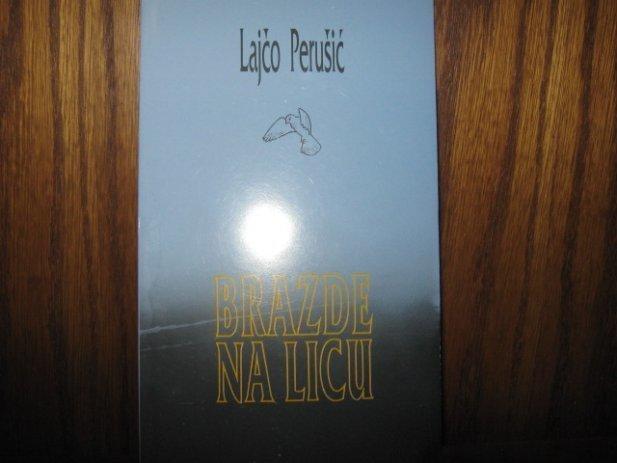 Lajčo Perušić
BRAZDE
NA LICU